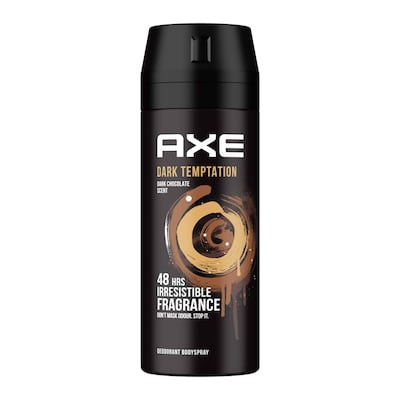 AXE
DARK TEMPTATION
DARK CHOCOLATE
SCENT
48 HRS
IRRESISTIBLE
FRAGRANCE
DON'T MASK ODOUR. STOP IT.
DEODORANT BODYSPRAY